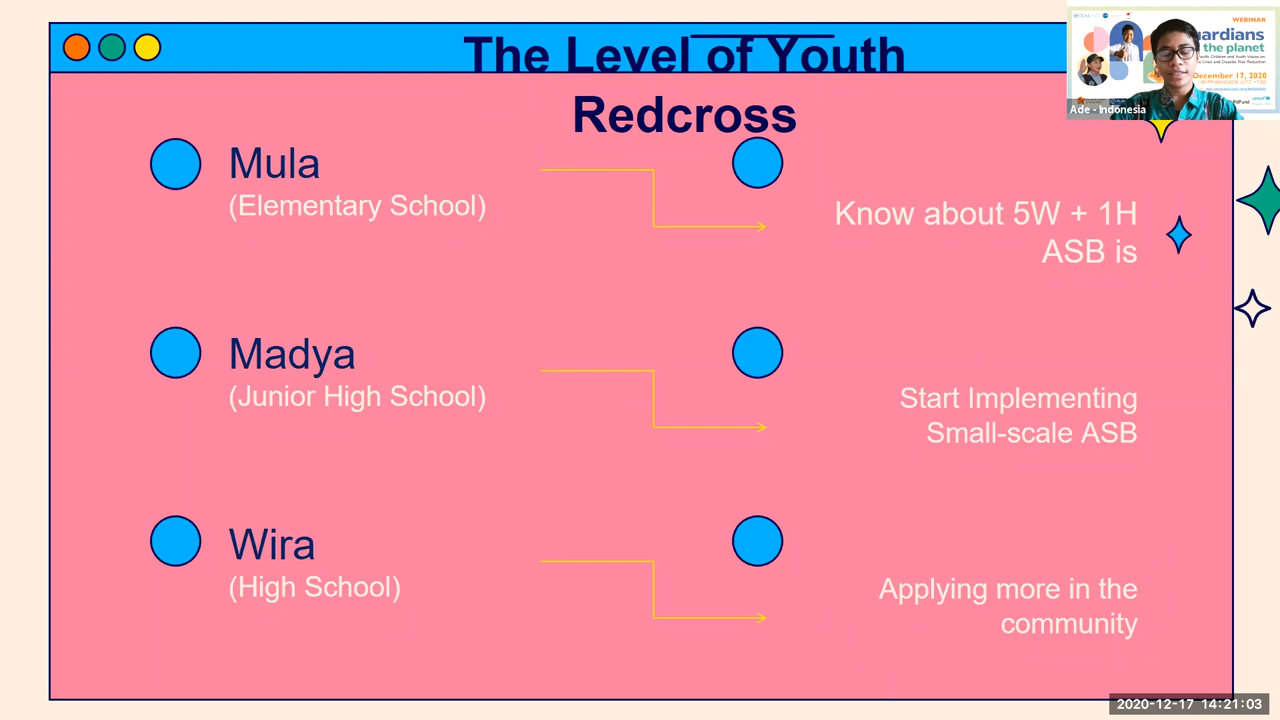 The Level of Youth
Redcross
Mula
(Elementary School)
Know about 5W + 1H
ASB is
Madya
(Junior High School)
Start Implementing
Small-scale ASB
Wira
(High School)
Applying more in the
community
WEBINAR
the planet
December 17, 2020
Ade - Indonesia
2020-12-17 14:21:03